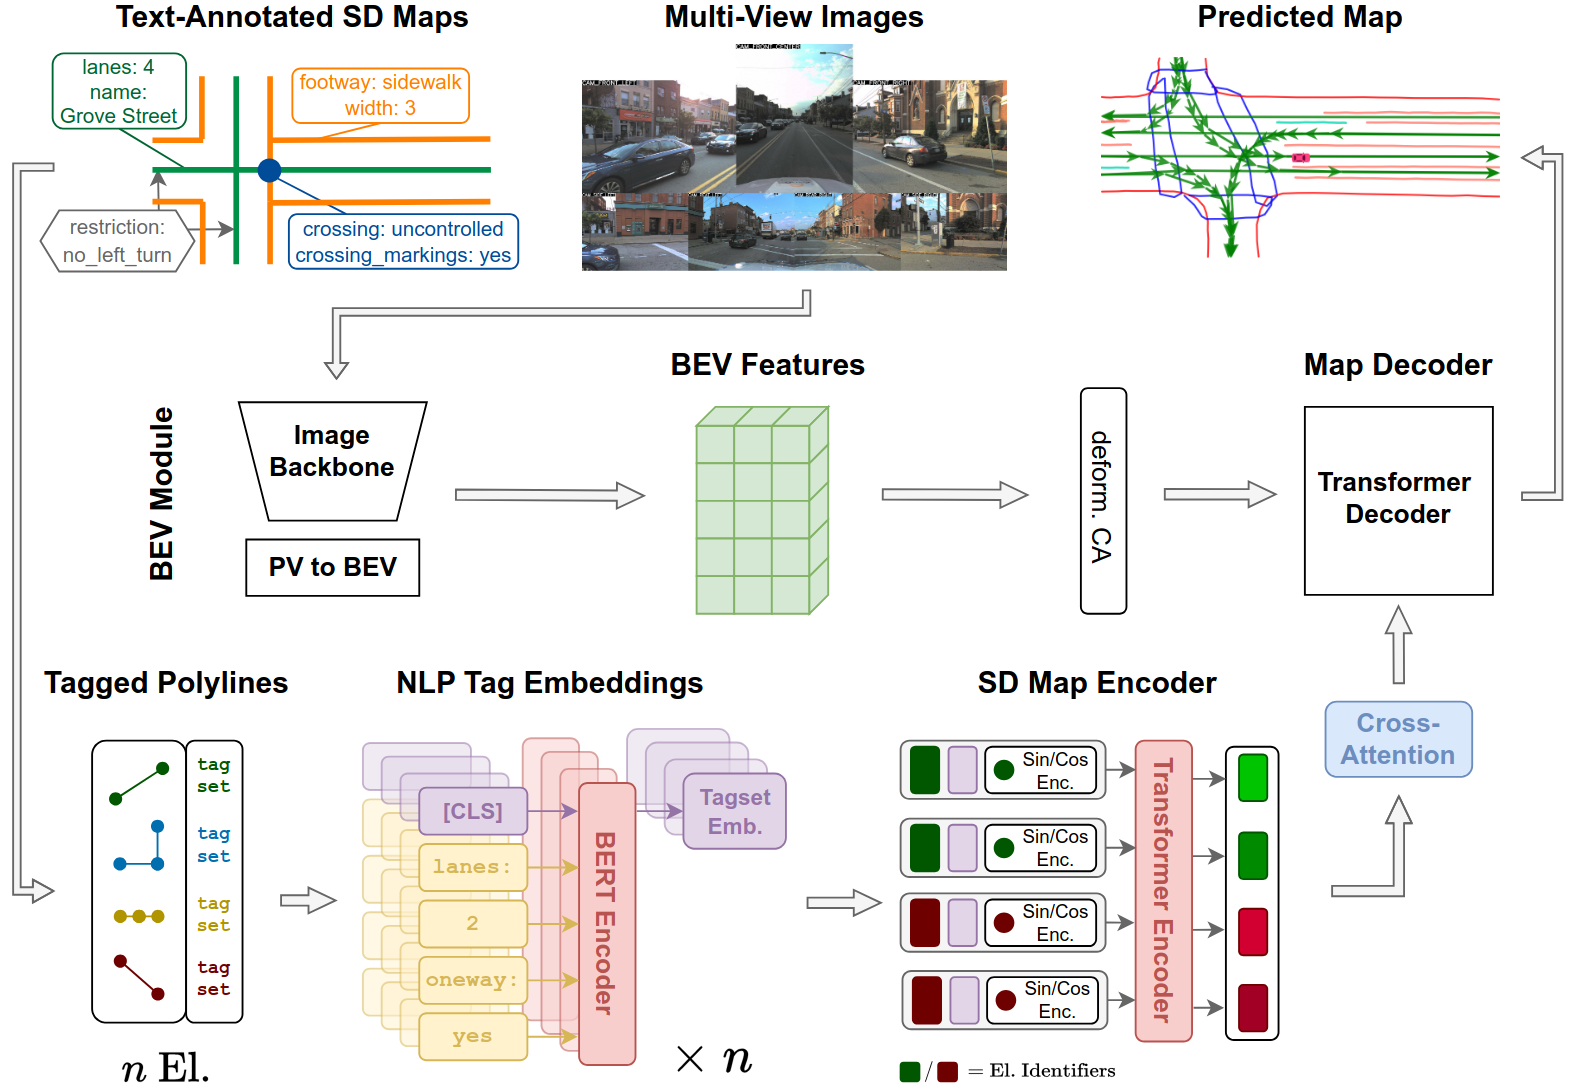 Text-Annotated SD Maps
Multi-View Images
Predicted Map
lanes: 4
name:
Grove Street
footway: sidewalk
width: 3
restriction:
no_left_turn
crossing: uncontrolled
crossing_markings: yes
CAM_FRONT_CENTER
CAM_FRONT_LEFT
CAM_FRONT_RIGHT
BEV Module
Image
Backbone
PV to BEV
BEV Features
deform. CA
Map Decoder
Transformer
Decoder
Tagged Polylines
tag
set
tag
set
tag
set
tag
set
n El.
NLP Tag Embeddings
[CLS]
lanes:
2
oneway:
yes
BERT Encoder
Tagset
Emb.
× n
SD Map Encoder
Sin/Cos
Enc.
Sin/Cos
Enc.
Sin/Cos
Enc.
Sin/Cos
Enc.
Transformer Encoder
/ = El. Identifiers
Cross-
Attention